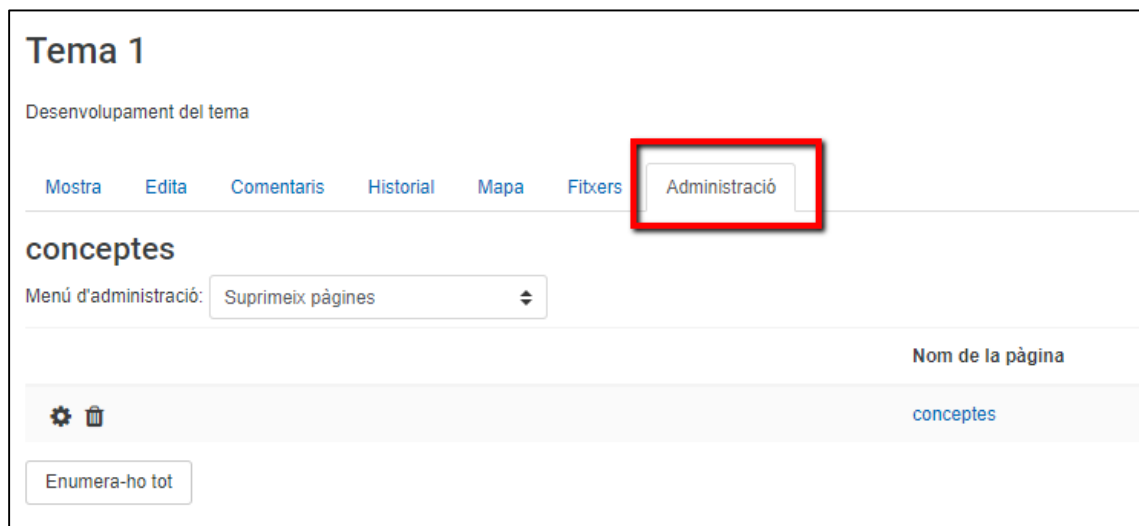 Tema 1
Desenvolupament del tema
Mostra Edita Comentaris Historial Mapa Fitxers Administració
conceptes
Menú d'administració: Suprimeix pàgines
Nom de la pàgina
conceptes
Enumera-ho tot